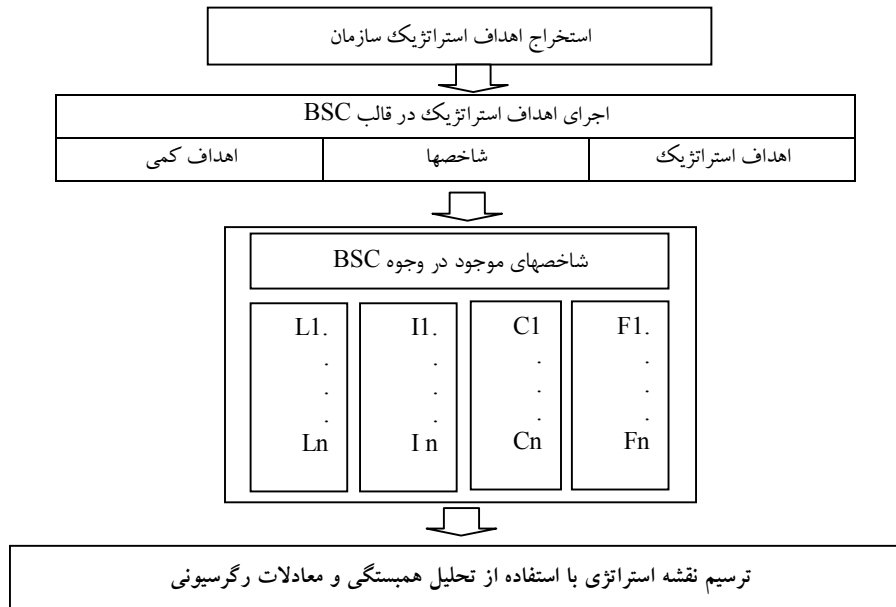 استخراج اهداف استراتژیک سازمان
اجرای اهداف استراتژیک در قالب BSC
اهداف استراتژیک
شاخصها
اهداف کمی
شاخصهای موجود در وجوه BSC
F1.
.
.
.
Fn
C1
.
.
.
Cn
I1.
.
.
.
I n
L1.
.
.
.
Ln
ترسیم نقشه استراتژی با استفاده از تحلیل همبستگی و معادلات رگرسیونی